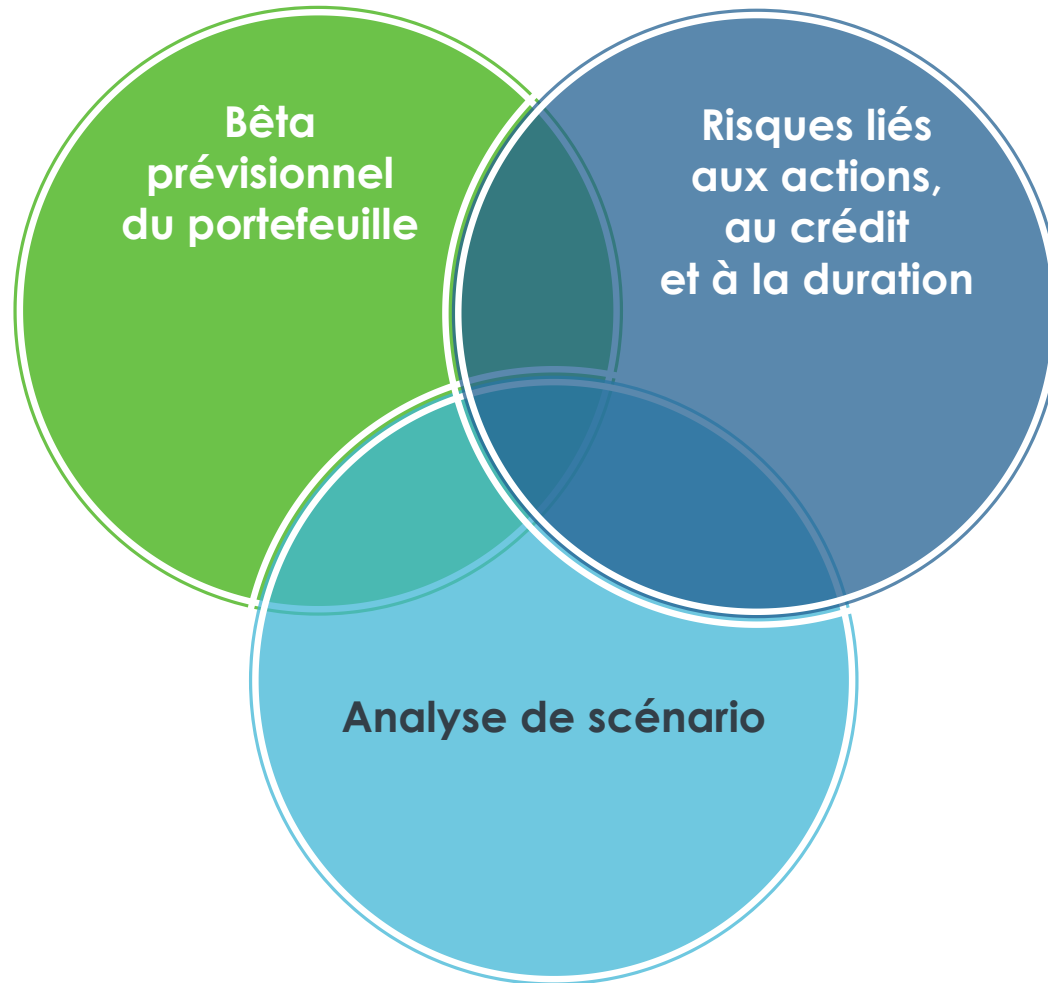 Bêta
prévisionnel
du portefeuille
Risques liés
aux actions,
au crédit
et à la duration
Analyse de scénario